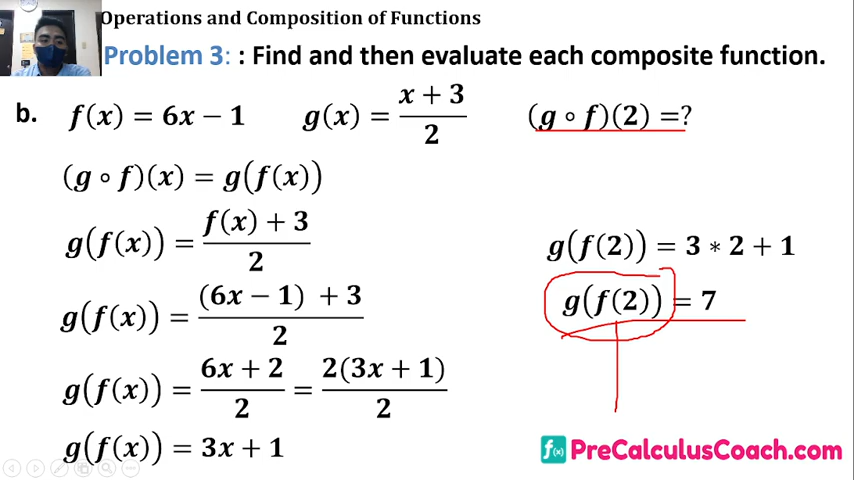 Operations and Composition of Functions
Problem 3: : Find and then evaluate each composite function.
b. f(x) = 6x − 1 g(x) = (x + 3)/2 (g ∘ f)(2) =?
(g ∘ f)(x) = g(f(x))
g(f(x)) = (f(x) + 3)/2
g(f(x)) = ((6x − 1) + 3)/2
g(f(x)) = (6x + 2)/2 = (2(3x + 1))/2
g(f(x)) = 3x + 1
g(f(2)) = 3 * 2 + 1
g(f(2)) = 7
f(x) PreCalculusCoach.com